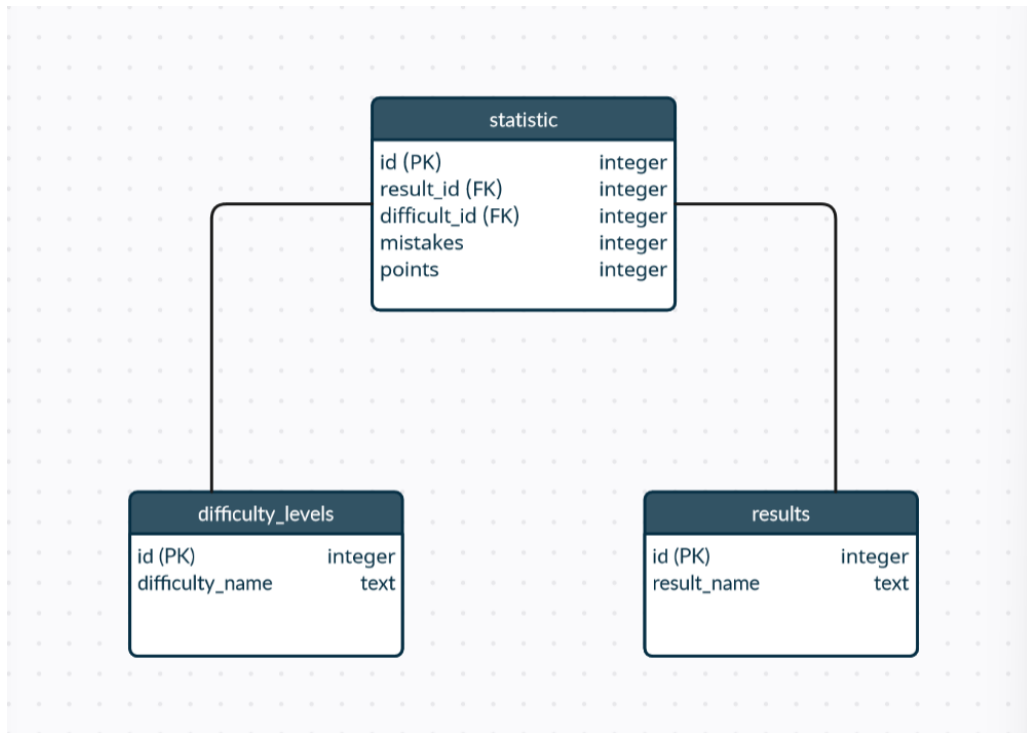 statistic
id (PK) integer
result_id (FK) integer
difficult_id (FK) integer
mistakes integer
points integer
difficulty_levels
id (PK) integer
difficulty_name text
results
id (PK) integer
result_name text